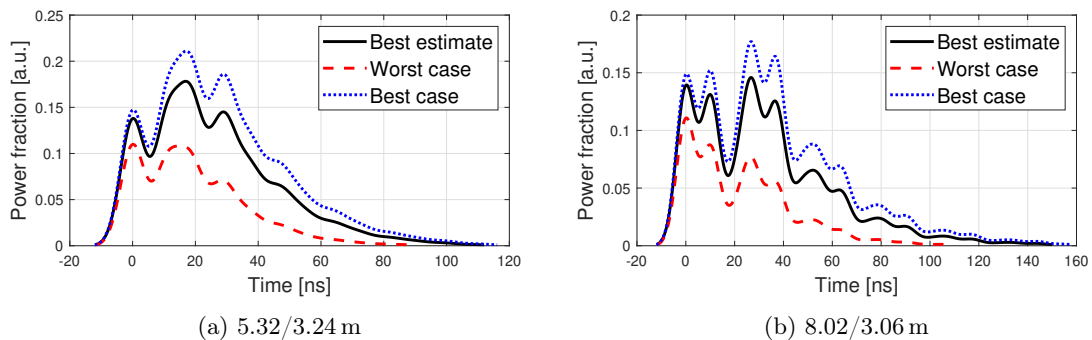 0.25
0.2
0.15
0.1
0.05
0
Power fraction [a.u.]
-20 0 20 40 60 80 100 120
Time [ns]
Best estimate
Worst case
Best case
(a) 5.32/3.24 m
0.2
0.15
0.1
0.05
0
Power fraction [a.u.]
-20 0 20 40 60 80 100 120 140 160
Time [ns]
Best estimate
Worst case
Best case
(b) 8.02/3.06 m